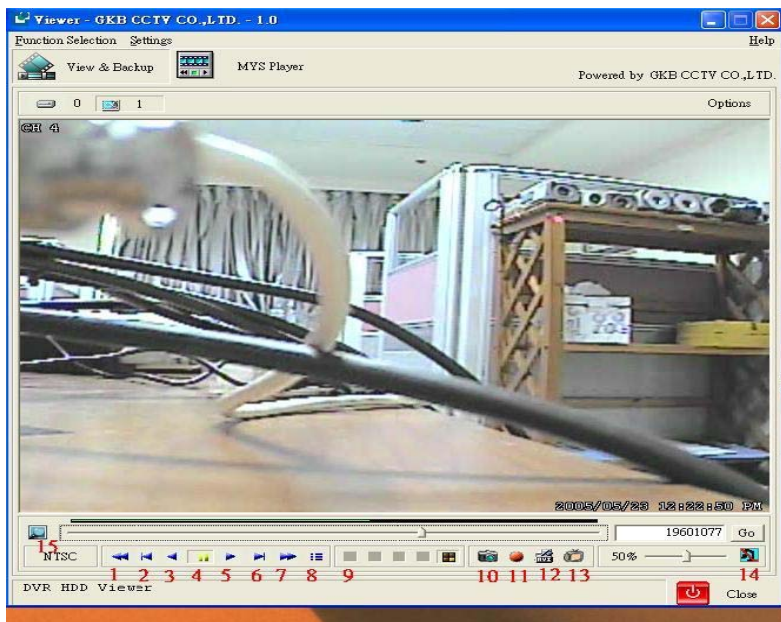 Viewer - GKB CCTV CO.,LTD. - 1.0
Function Selection Settings Help
View & Backup MYS Player
Powered by GKB CCTV CO.,LTD.
0 1 Options
CH 4
2005/05/23 12:22:50 PM
19601077 Go
15
NTSC 50%
1 2 3 4 5 6 7 8 9 10 11 12 13 14
DVR HDD Viewer Close